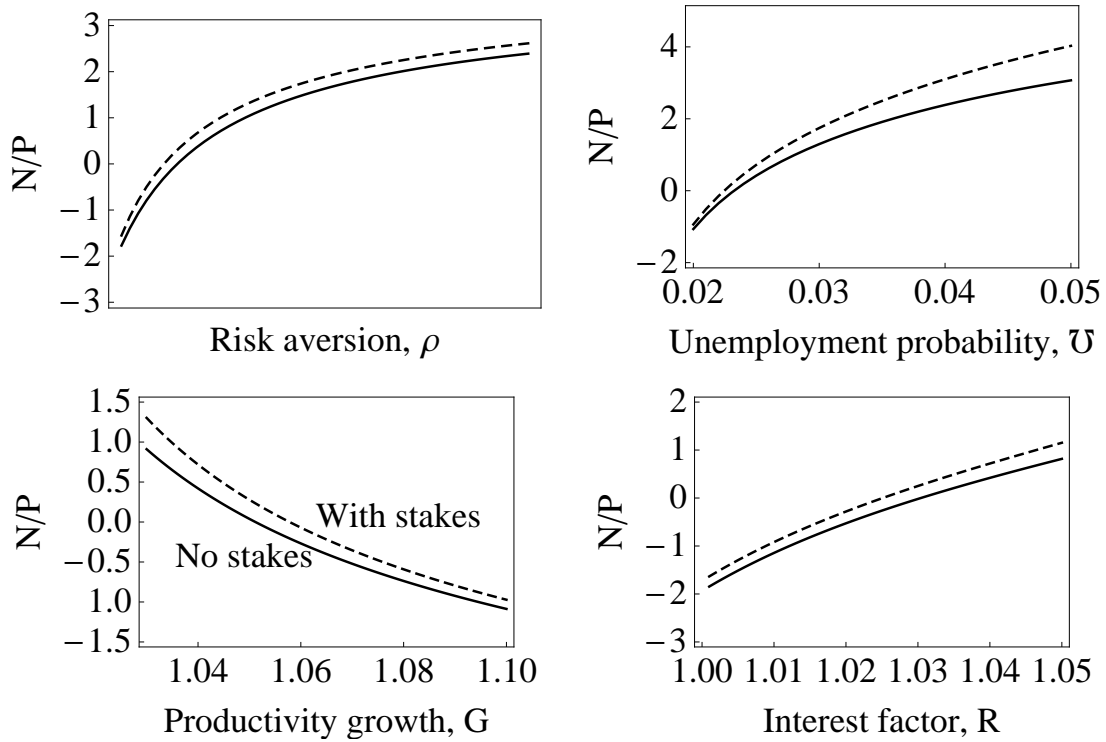 3
2
1
0
−1
−2
−3
N/P
Risk aversion, ρ
4
2
0
−2
N/P
0.02 0.03 0.04 0.05
Unemployment probability, ℧
1.5
1.0
0.5
0.0
−0.5
1.0
−1.5
N/P
With stakes
No stakes
1.04 1.06 1.08 1.10
Productivity growth, G
2
1
0
−1
−2
−3
N/P
1.00 1.01 1.02 1.03 1.04 1.05
Interest factor, R